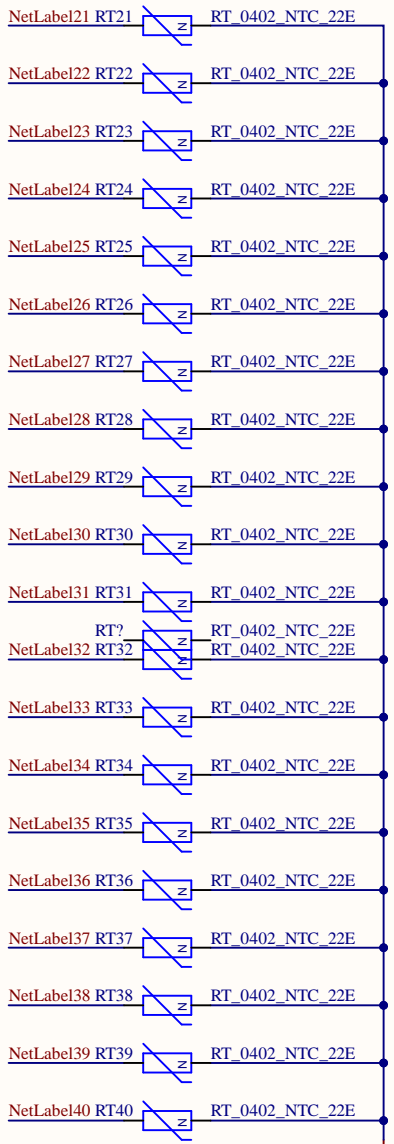 NetLabel21 RT21 N RT_0402_NTC_22E
NetLabel22 RT22 N RT_0402_NTC_22E
NetLabel23 RT23 N RT_0402_NTC_22E
NetLabel24 RT24 N RT_0402_NTC_22E
NetLabel25 RT25 N RT_0402_NTC_22E
NetLabel26 RT26 N RT_0402_NTC_22E
NetLabel27 RT27 N RT_0402_NTC_22E
NetLabel28 RT28 N RT_0402_NTC_22E
NetLabel29 RT29 N RT_0402_NTC_22E
NetLabel30 RT30 N RT_0402_NTC_22E
NetLabel31 RT31 N RT_0402_NTC_22E
RT? N RT_0402_NTC_22E
NetLabel32 RT32 N RT_0402_NTC_22E
NetLabel33 RT33 N RT_0402_NTC_22E
NetLabel34 RT34 N RT_0402_NTC_22E
NetLabel35 RT35 N RT_0402_NTC_22E
NetLabel36 RT36 N RT_0402_NTC_22E
NetLabel37 RT37 N RT_0402_NTC_22E
NetLabel38 RT38 N RT_0402_NTC_22E
NetLabel39 RT39 N RT_0402_NTC_22E
NetLabel40 RT40 N RT_0402_NTC_22E